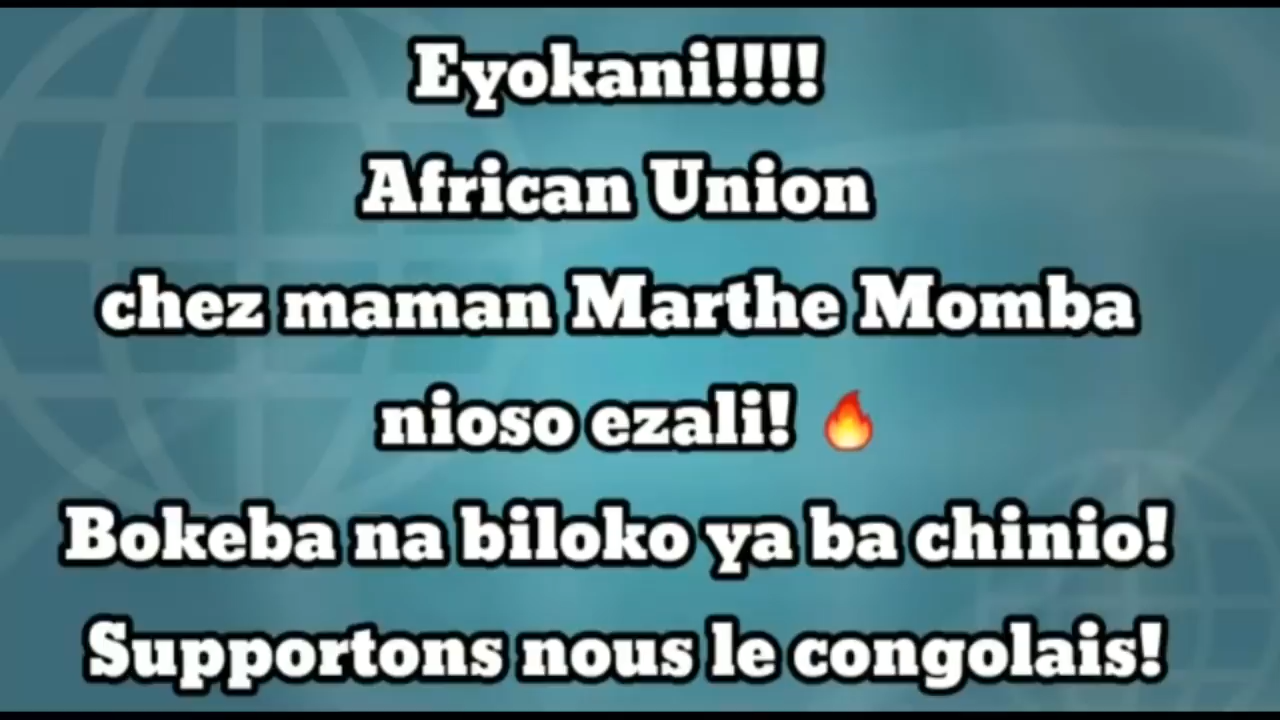 Eyokani!!!!
African Union
chez maman Marthe Momba
nioso ezali! 🔥
Bokeba na biloko ya ba chinio!
Supportons nous le congolais!